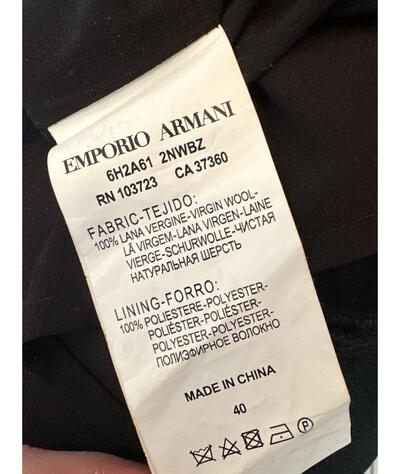 EMPORIO ARMANI
6H2A61 2NWBZ
RN 103723 CA 37360
FABRIC-TEJIDO:
100% LANA VERGINE-VIRGIN WOOL-
LÃ VIRGEM-LANA VIRGEN-LAINE
VIERGE-SCHURWOLLE-ЧИСТАЯ
НАТУРАЛЬНАЯ ШЕРСТЬ
LINING-FORRO:
100% POLIESTERE-POLYESTER-
POLIÉSTER-POLIÉSTER-
POLYESTER-POLYESTER-
ПОЛИЭФИРНОЕ ВОЛОКНО
MADE IN CHINA
40
P